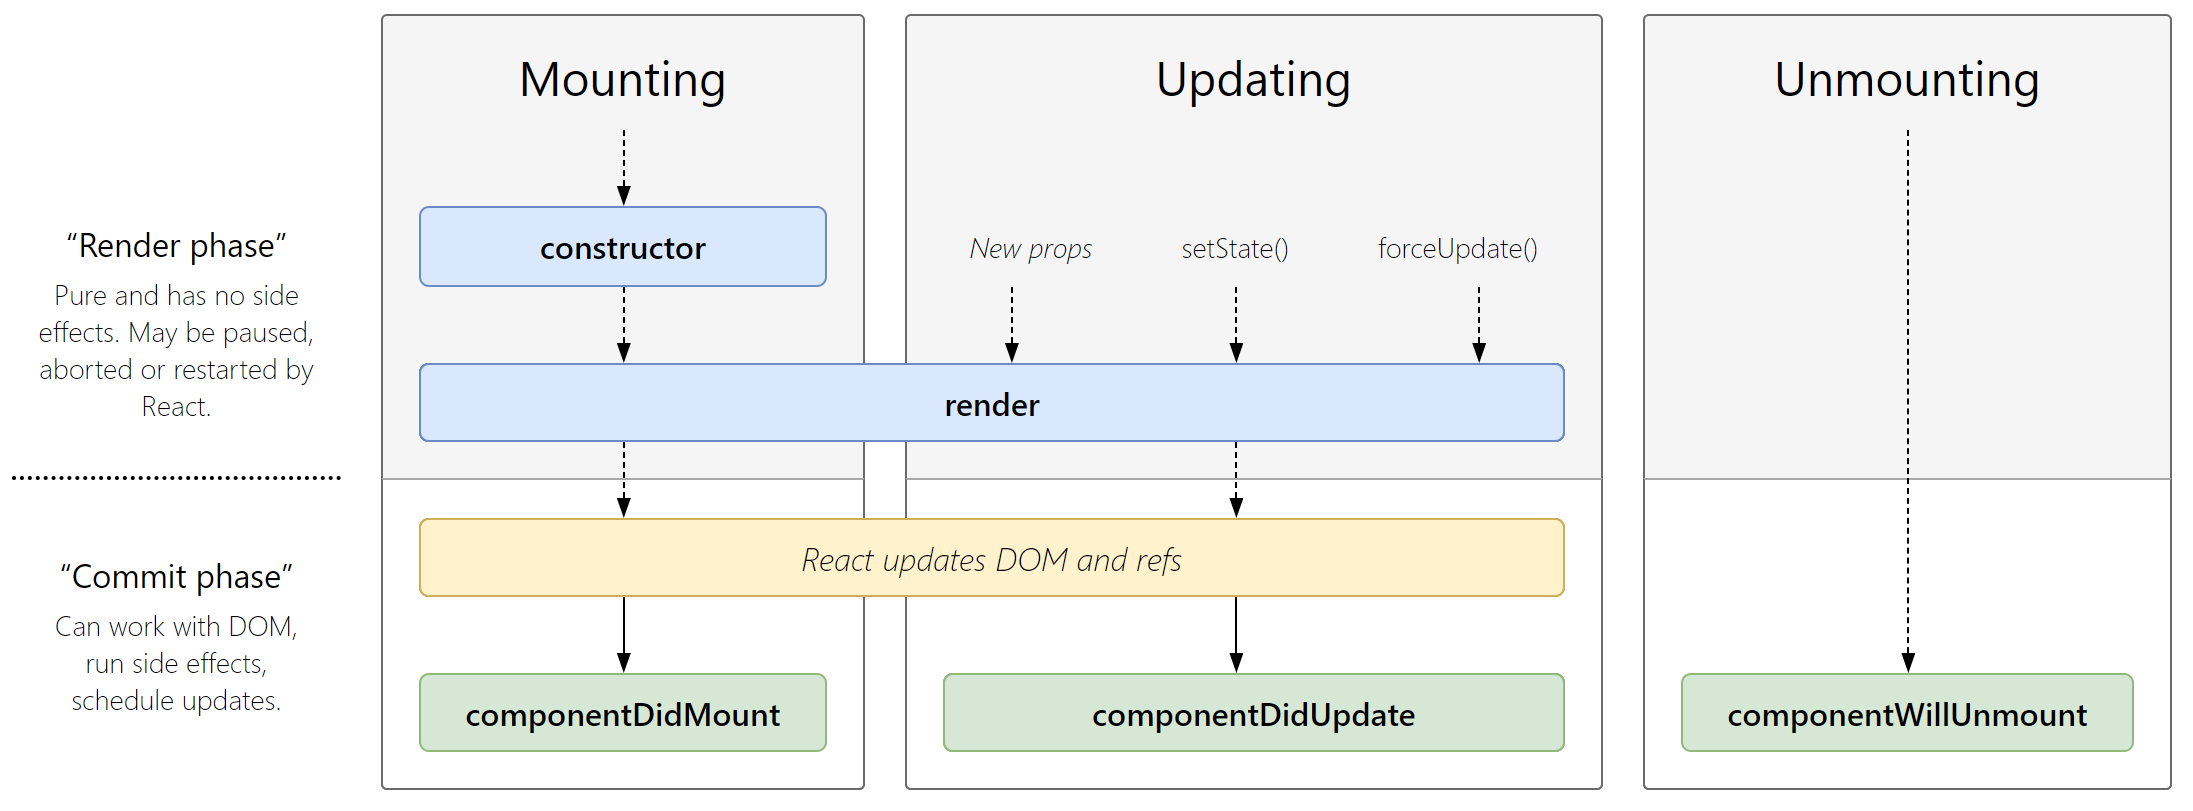 Mounting
Updating
Unmounting
“Render phase”
Pure and has no side
effects. May be paused,
aborted or restarted by
React.
constructor
New props
setState()
forceUpdate()
render
“Commit phase”
Can work with DOM,
run side effects,
schedule updates.
React updates DOM and refs
componentDidMount
componentDidUpdate
componentWillUnmount